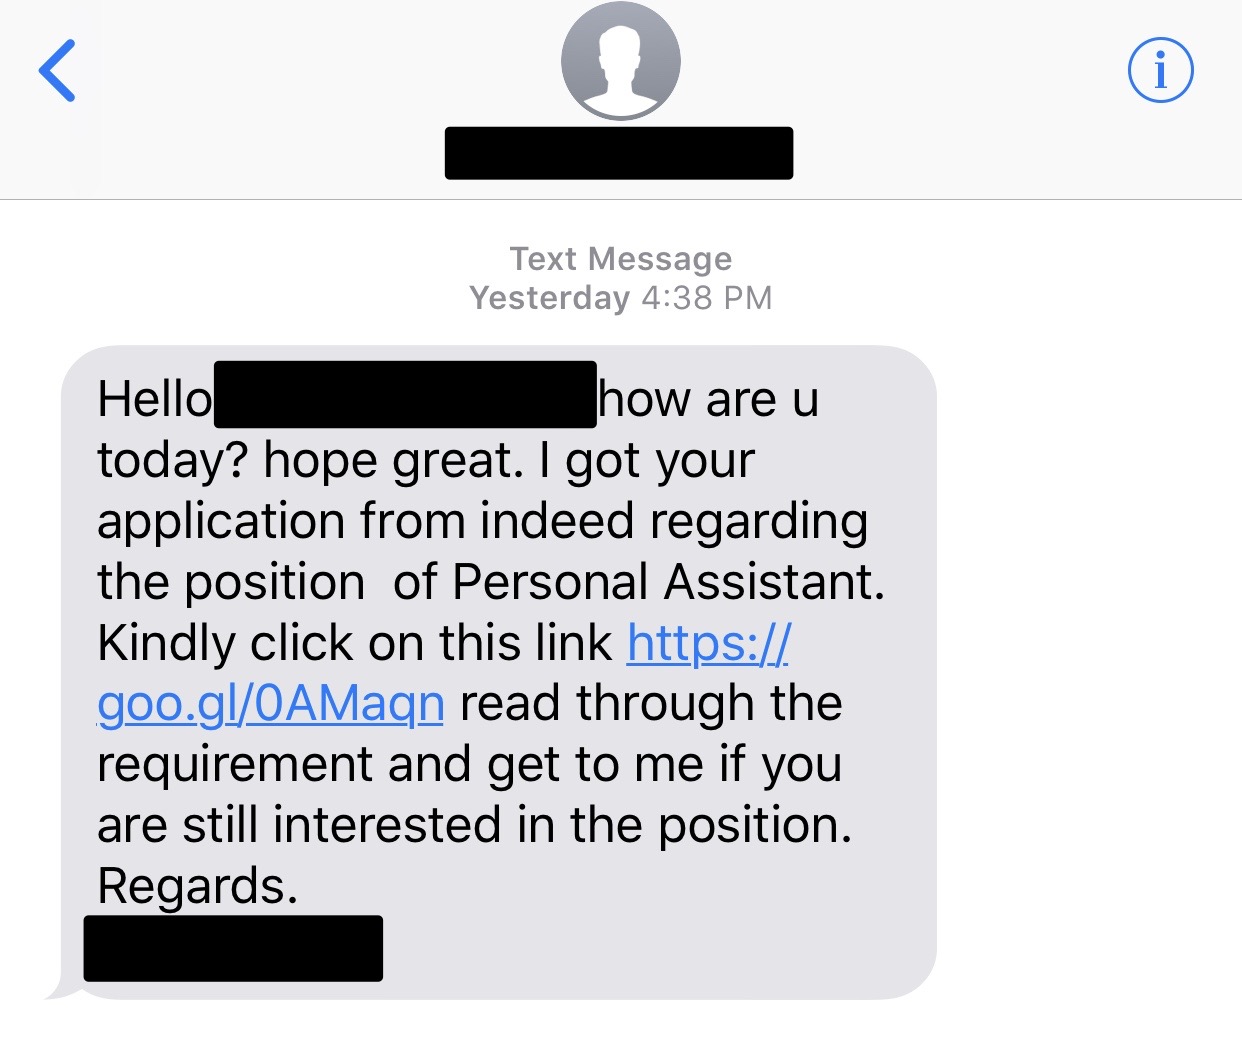 Text Message
Yesterday 4:38 PM
Hello how are u
today? hope great. I got your
application from indeed regarding
the position  of Personal Assistant.
Kindly click on this link https://
goo.gl/0AMaqn read through the
requirement and get to me if you
are still interested in the position.
Regards.